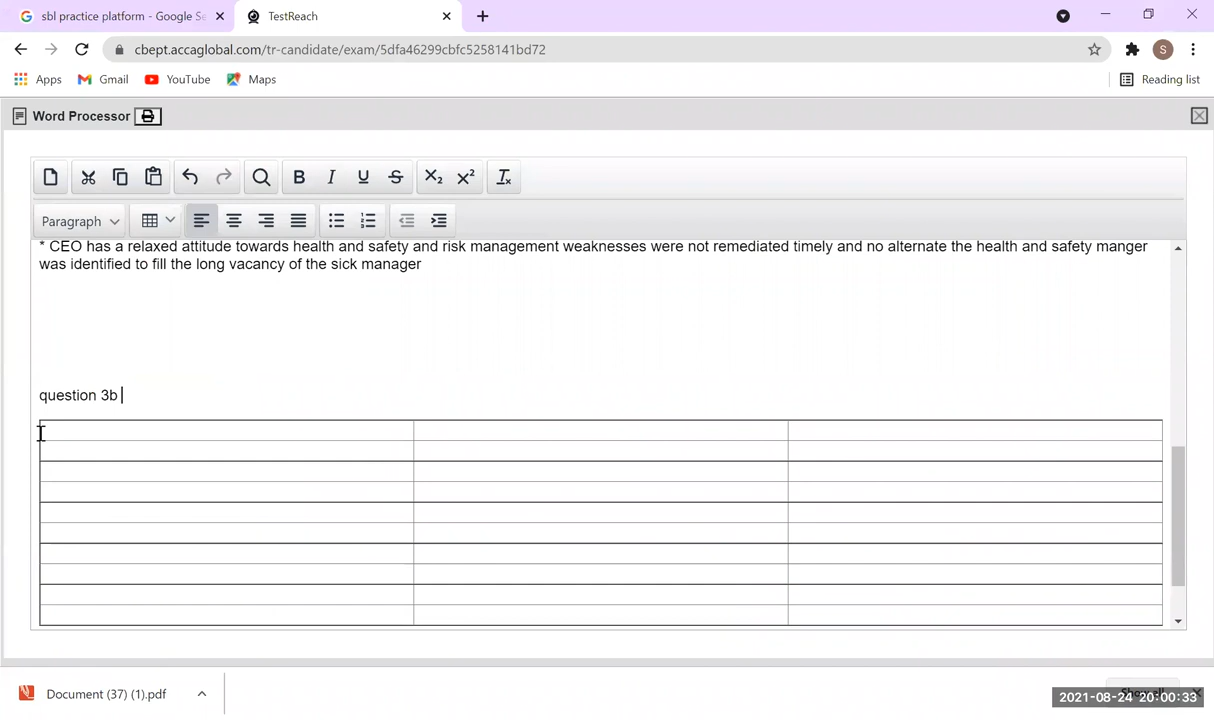 sbl practice platform - Google Se
TestReach
cbept.accaglobal.com/tr-candidate/exam/5dfa46299cbfc5258141bd72
S
Apps
Gmail
YouTube
Maps
Reading list
Word Processor
B I U S X₂ X² Ix
Paragraph
* CEO has a relaxed attitude towards health and safety and risk management weaknesses were not remediated timely and no alternate the health and safety manger
was identified to fill the long vacancy of the sick manager
question 3b
Document (37) (1).pdf
2021-08-24 20:00:33